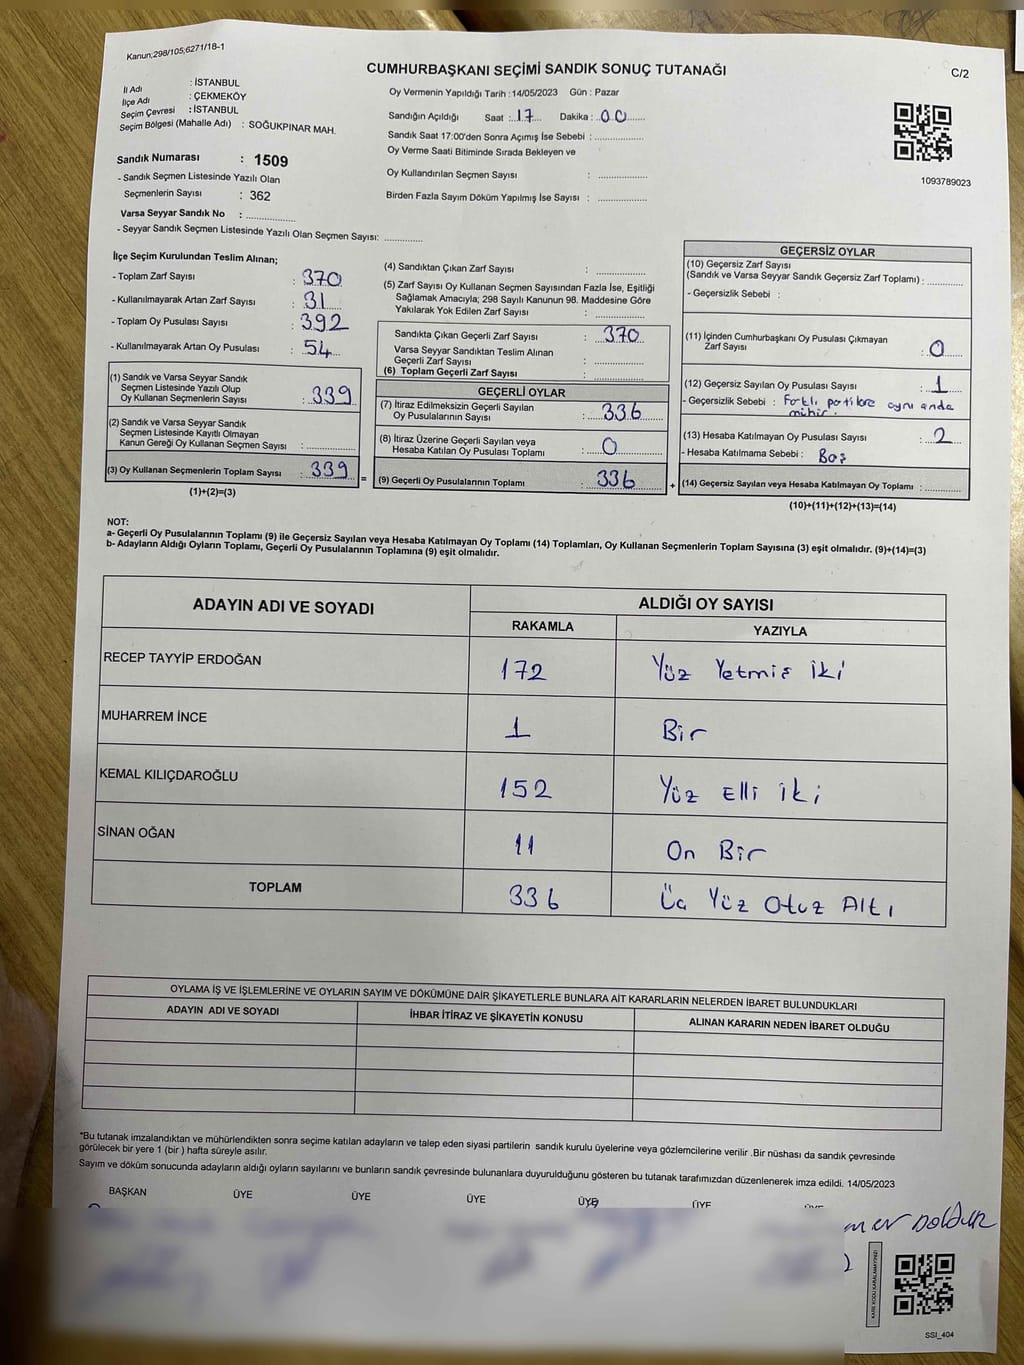 Kanun;298/105;6271/18-1
CUMHURBAŞKANI SEÇİMİ SANDIK SONUÇ TUTANAĞI
C/2
İl Adı : İSTANBUL
İlçe Adı : ÇEKMEKÖY
Seçim Çevresi : İSTANBUL
Seçim Bölgesi (Mahalle Adı) : SOĞUKPINAR MAH.
Sandık Numarası : 1509
- Sandık Seçmen Listesinde Yazılı Olan
Seçmenlerin Sayısı : 362
Varsa Seyyar Sandık No : ..............
- Seyyar Sandık Seçmen Listesinde Yazılı Olan Seçmen Sayısı: ............
Oy Vermenin Yapıldığı Tarih : 14/05/2023 Gün : Pazar
Sandığın Açıldığı Saat : 17 Dakika : 00
Sandık Saat 17:00'den Sonra Açımış İse Sebebi : ..............
Oy Verme Saati Bitiminde Sırada Bekleyen ve
Oy Kullandırılan Seçmen Sayısı : ..............
Birden Fazla Sayım Döküm Yapılmış İse Sayısı : ..............
1093789023
İlçe Seçim Kurulundan Teslim Alınan;
- Toplam Zarf Sayısı : 370
- Kullanılmayarak Artan Zarf Sayısı : 31
- Toplam Oy Pusulası Sayısı : 392
- Kullanılmayarak Artan Oy Pusulası : 54
(1) Sandık ve Varsa Seyyar Sandık
Seçmen Listesinde Yazılı Olup
Oy Kullanan Seçmenlerin Sayısı : 339
(2) Sandık ve Varsa Seyyar Sandık
Seçmen Listesinde Kayıtlı Olmayan
Kanun Gereği Oy Kullanan Seçmen Sayısı : ..............
(3) Oy Kullanan Seçmenlerin Toplam Sayısı : 339
(1)+(2)=(3)
=
(4) Sandıktan Çıkan Zarf Sayısı : ..............
(5) Zarf Sayısı Oy Kullanan Seçmen Sayısından Fazla İse, Eşitliği
Sağlamak Amacıyla; 298 Sayılı Kanunun 98. Maddesine Göre
Yakılarak Yok Edilen Zarf Sayısı : ..............
Sandıkta Çıkan Geçerli Zarf Sayısı : 370
Varsa Seyyar Sandıktan Teslim Alınan
Geçerli Zarf Sayısı : ..............
(6) Toplam Geçerli Zarf Sayısı : ..............
GEÇERLİ OYLAR
(7) İtiraz Edilmeksizin Geçerli Sayılan
Oy Pusulalarının Sayısı : 336
(8) İtiraz Üzerine Geçerli Sayılan veya
Hesaba Katılan Oy Pusulası Toplamı : 0
(9) Geçerli Oy Pusulalarının Toplamı : 336
+
GEÇERSİZ OYLAR
(10) Geçersiz Zarf Sayısı
(Sandık ve Varsa Seyyar Sandık Geçersiz Zarf Toplamı) : ............
- Geçersizlik Sebebi :
(11) İçinden Cumhurbaşkanı Oy Pusulası Çıkmayan
Zarf Sayısı : 0
(12) Geçersiz Sayılan Oy Pusulası Sayısı : 1
- Geçersizlik Sebebi : Farklı partilere aynı anda
mühür.
(13) Hesaba Katılmayan Oy Pusulası Sayısı : 2
- Hesaba Katılmama Sebebi : Boş
(14) Geçersiz Sayılan veya Hesaba Katılmayan Oy Toplamı : ............
(10)+(11)+(12)+(13)=(14)
NOT:
a- Geçerli Oy Pusulalarının Toplamı (9) ile Geçersiz Sayılan veya Hesaba Katılmayan Oy Toplamı (14) Toplamları, Oy Kullanan Seçmenlerin Toplam Sayısına (3) eşit olmalıdır. (9)+(14)=(3)
b- Adayların Aldığı Oyların Toplamı, Geçerli Oy Pusulalarının Toplamına (9) eşit olmalıdır.
ADAYIN ADI VE SOYADI ALDIĞI OY SAYISI
RAKAMLA YAZIYLA
RECEP TAYYİP ERDOĞAN 172 Yüz Yetmiş İki
MUHARREM İNCE 1 Bir
KEMAL KILIÇDAROĞLU 152 Yüz Elli iki
SİNAN OĞAN 11 On Bir
TOPLAM 336 Üç Yüz Otuz Altı
OYLAMA İŞ VE İŞLEMLERİNE VE OYLARIN SAYIM VE DÖKÜMÜNE DAİR ŞİKAYETLERLE BUNLARA AİT KARARLARIN NELERDEN İBARET BULUNDUKLARI
ADAYIN ADI VE SOYADI İHBAR İTİRAZ VE ŞİKAYETİN KONUSU ALINAN KARARIN NEDEN İBARET OLDUĞU
*Bu tutanak imzalandıktan ve mühürlendikten sonra seçime katılan adayların ve talep eden siyasi partilerin sandık kurulu üyelerine veya gözlemcilerine verilir .Bir nüshası da sandık çevresinde
görülecek bir yere 1 (bir ) hafta süreyle asılır.
Sayım ve döküm sonucunda adayların aldığı oyların sayılarını ve bunların sandık çevresinde bulunanlara duyurulduğunu gösteren bu tutanak tarafımızdan düzenlenerek imza edildi. 14/05/2023
BAŞKAN ÜYE ÜYE ÜYE ÜYE ÜYE
KARE KODU KARALAMAYINIZ!
SSİ_404